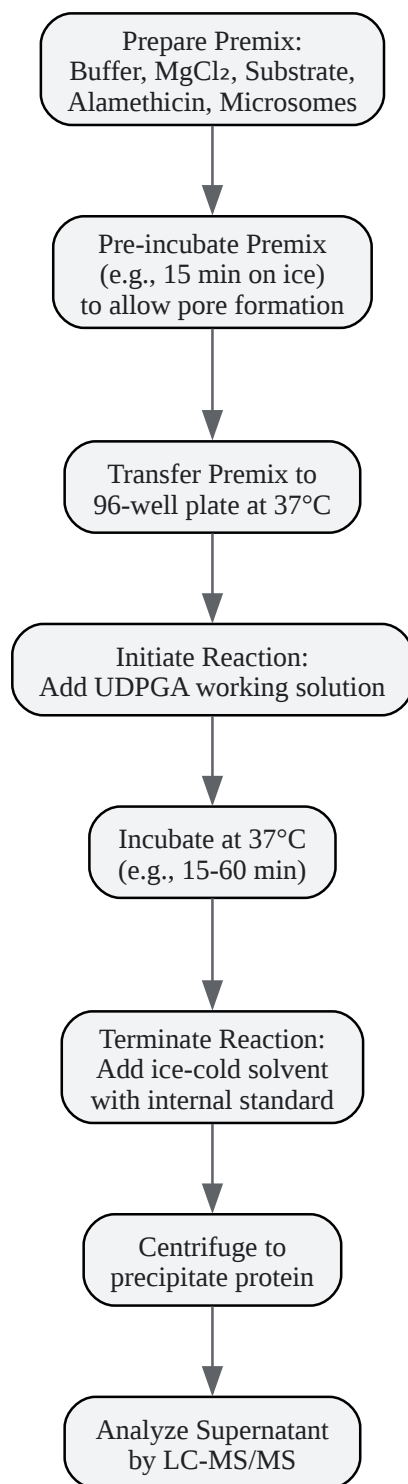 Prepare Premix:
Buffer, MgCl₂, Substrate,
Alamethicin, Microsomes
Pre-incubate Premix
(e.g., 15 min on ice)
to allow pore formation
Transfer Premix to
96-well plate at 37°C
Initiate Reaction:
Add UDPGA working solution
Incubate at 37°C
(e.g., 15-60 min)
Terminate Reaction:
Add ice-cold solvent
with internal standard
Centrifuge to
precipitate protein
Analyze Supernatant
by LC-MS/MS